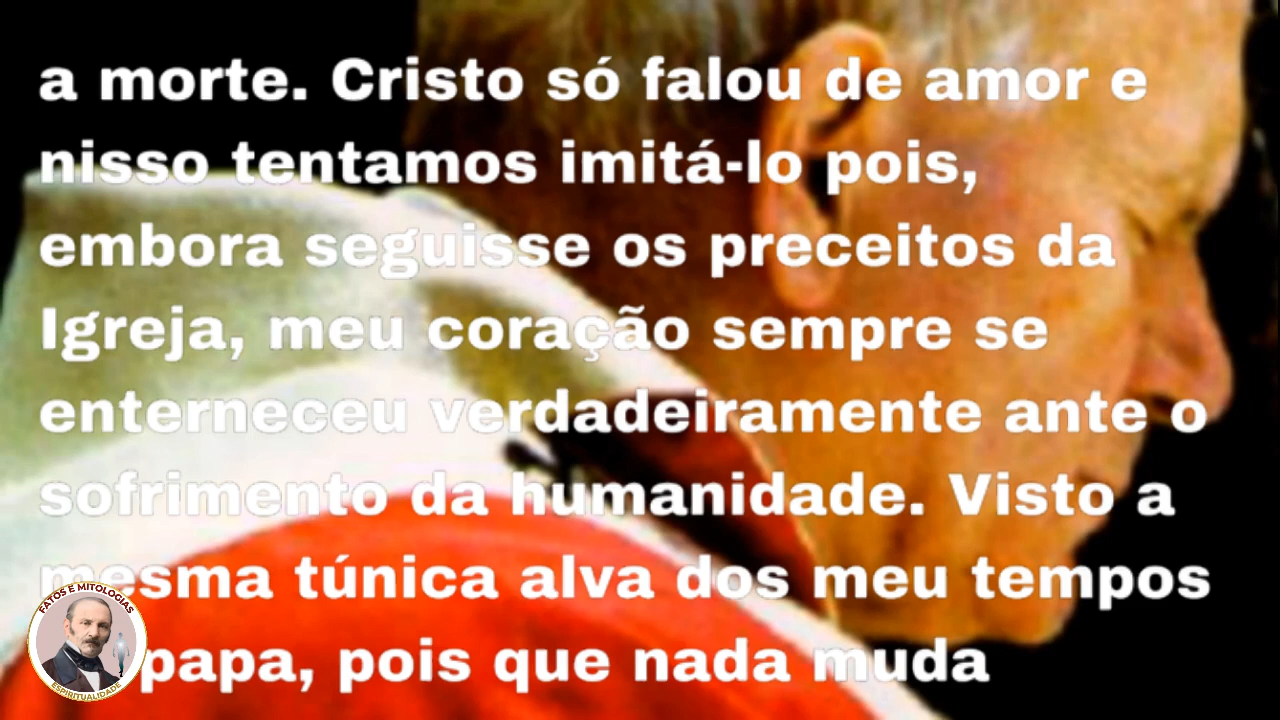 a morte. Cristo só falou de amor e
nisso tentamos imitá-lo pois,
embora seguisse os preceitos da
Igreja, meu coração sempre se
enterneceu verdadeiramente ante o
sofrimento da humanidade. Visto a
mesma túnica alva dos meu tempos
papa, pois que nada muda
FATOS E MITOLOGIAS
ESPIRITUALIDADE